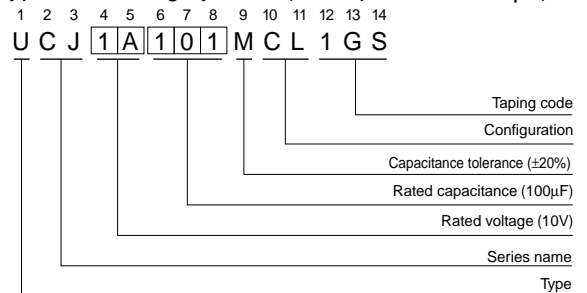 1 2 3 4 5 6 7 8 9 10 11 12 13 14
U C J 1 A 1 0 1 M C L 1 G S
Taping code
Configuration
Capacitance tolerance (±20%)
Rated capacitance (100µF)
Rated voltage (10V)
Series name
Type